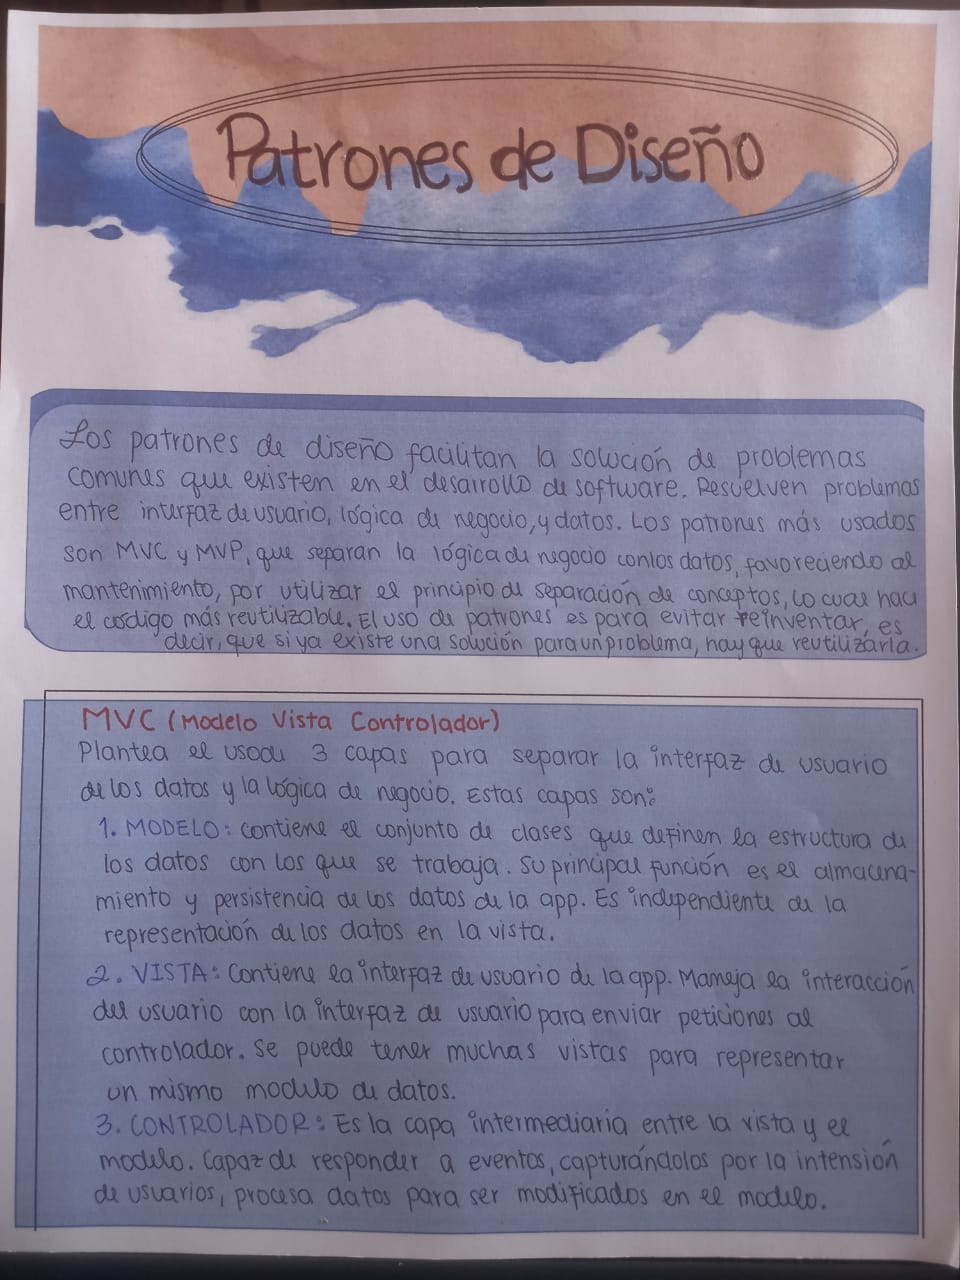 Patrones de Diseño
Los patrones de diseño facilitan la solución de problemas
comunes que existen en el desarrollo de software. Resuelven problemas
entre interfaz de usuario, lógica de negocio, y datos. Los patrones más usados
son MVC y MVP, que separan la lógica de negocio con los datos, favoreciendo al
mantenimiento, por utilizar el principio de separación de conceptos, lo cual hace
el código más reutilizable. El uso de patrones es para evitar reinventar, es
decir, que si ya existe una solución para un problema, hay que reutilizarla.
MVC (Modelo Vista Controlador)
Plantea el uso de 3 capas para separar la interfaz de usuario
de los datos y la lógica de negocio. Estas capas son:
1. MODELO: Contiene el conjunto de clases que definen la estructura de
los datos con los que se trabaja. Su principal función es el almacena-
miento y persistencia de los datos de la app. Es independiente de la
representación de los datos en la vista.
2. VISTA: Contiene la interfaz de usuario de la app. Maneja la interacción
del usuario con la interfaz de usuario para enviar peticiones al
controlador. Se puede tener muchas vistas para representar
un mismo modulo de datos.
3. CONTROLADOR: Es la capa intermediaria entre la vista y el
modelo. Capaz de responder a eventos, capturándolos por la intensión
de usuarios, procesa datos para ser modificados en el modelo.